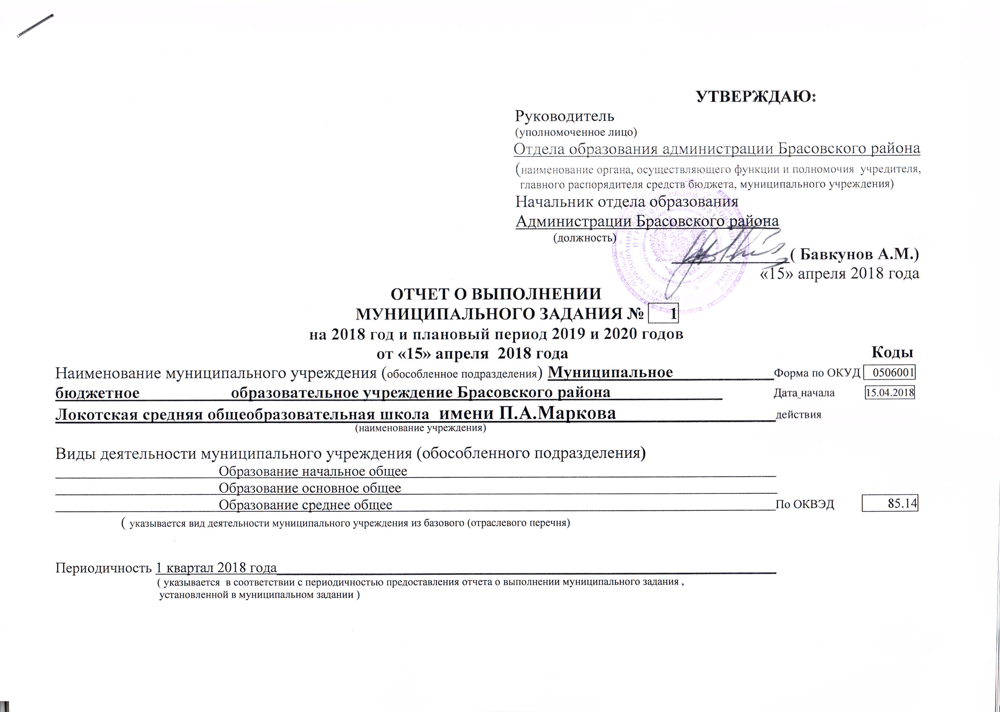 УТВЕРЖДАЮ:
Руководитель
(уполномоченное лицо)
Отдела образования администрации Брасовского района
(наименование органа, осуществляющего функции и полномочия учредителя,
главного распорядителя средств бюджета, муниципального учреждения)
Начальник отдела образования
Администрации Брасовского района
(должность)
( Бавкунов А.М.)
«15» апреля 2018 года
ОТЧЕТ О ВЫПОЛНЕНИИ
МУНИЦИПАЛЬНОГО ЗАДАНИЯ № 1
на 2018 год и плановый период 2019 и 2020 годов
от «15» апреля 2018 года Коды
Наименование муниципального учреждения (обособленное подразделения) Муниципальное Форма по ОКУД 0506001
бюджетное образовательное учреждение Брасовского района Дата начала 15.04.2018
Локотская средняя общеобразовательная школа имени П.А.Маркова действия
(наименование учреждения)
Виды деятельности муниципального учреждения (обособленного подразделения)
Образование начальное общее
Образование основное общее
Образование среднее общее По ОКВЭД 85.14
( указывается вид деятельности муниципального учреждения из базового (отраслевого перечня)
Периодичность 1 квартал 2018 года
( указывается в соответствии с периодичностью предоставления отчета о выполнении муниципального задания ,
установленной в муниципальном задании )